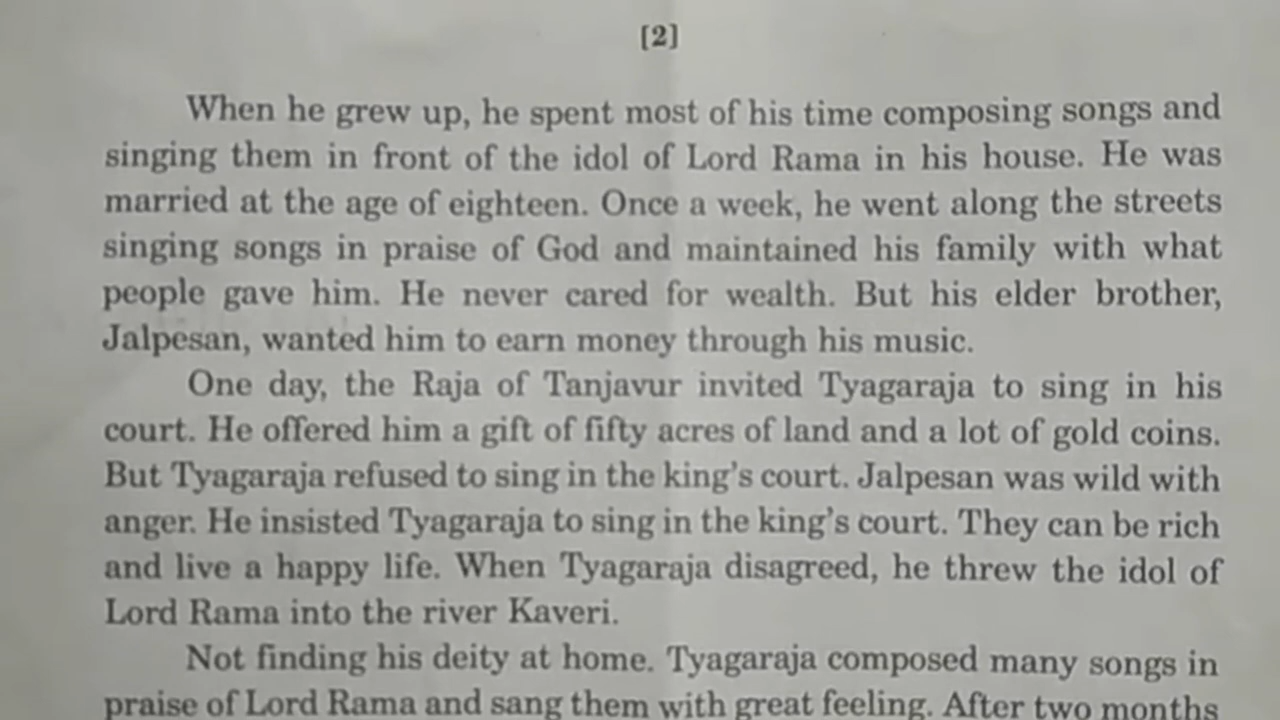 [2]
When he grew up, he spent most of his time composing songs and
singing them in front of the idol of Lord Rama in his house. He was
married at the age of eighteen. Once a week, he went along the streets
singing songs in praise of God and maintained his family with what
people gave him. He never cared for wealth. But his elder brother,
Jalpesan, wanted him to earn money through his music.
One day, the Raja of Tanjavur invited Tyagaraja to sing in his
court. He offered him a gift of fifty acres of land and a lot of gold coins.
But Tyagaraja refused to sing in the king's court. Jalpesan was wild with
anger. He insisted Tyagaraja to sing in the king's court. They can be rich
and live a happy life. When Tyagaraja disagreed, he threw the idol of
Lord Rama into the river Kaveri.
Not finding his deity at home. Tyagaraja composed many songs in
praise of Lord Rama and sang them with great feeling. After two months